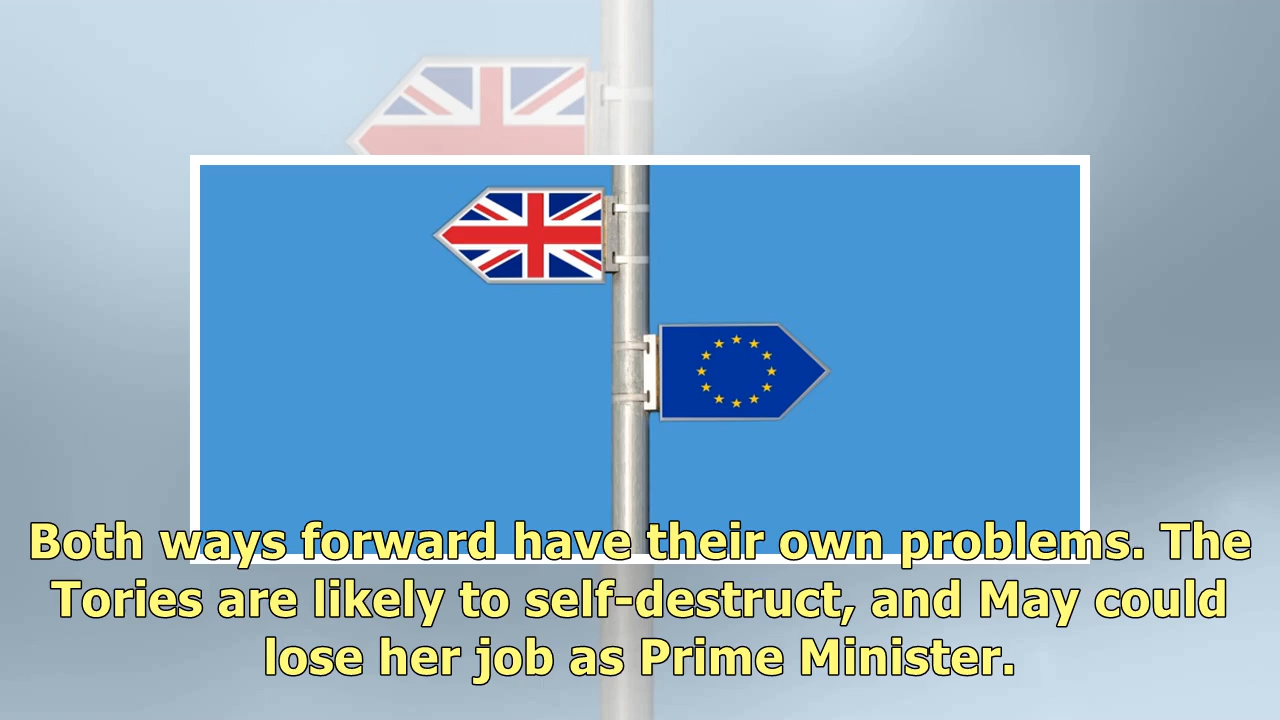 Both ways forward have their own problems. The
Tories are likely to self-destruct, and May could
lose her job as Prime Minister.